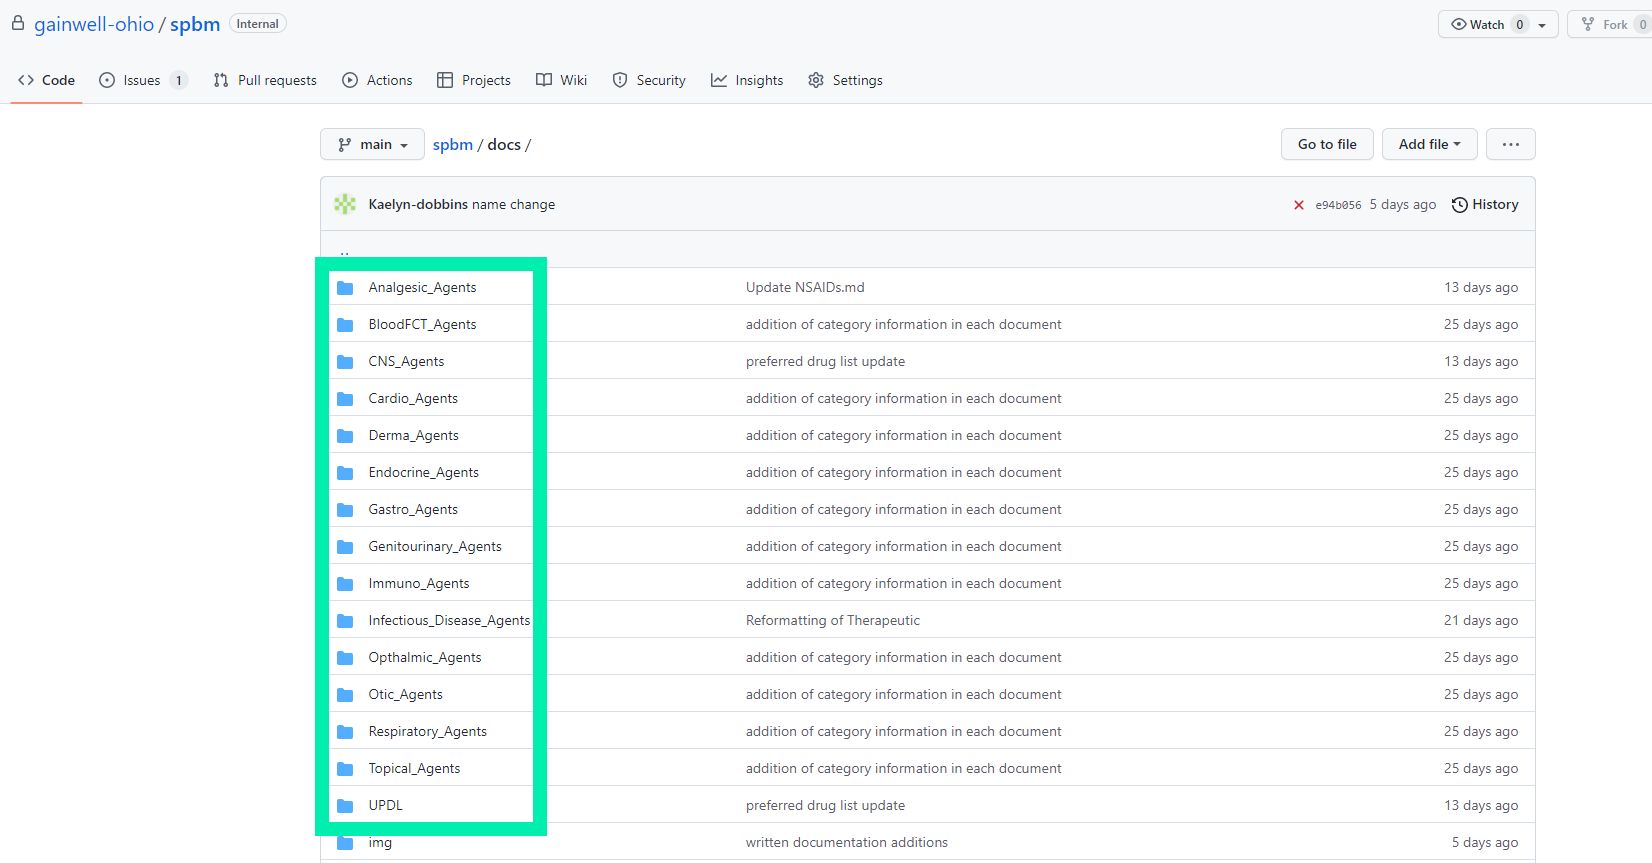 gainwell-ohio / spbm Internal Watch 0 Fork 0
Code Issues 1 Pull requests Actions Projects Wiki Security Insights Settings
main spbm / docs / Go to file Add file ...
Kaelyn-dobbins name change e94b056 5 days ago History
..
Analgesic_Agents Update NSAIDs.md 13 days ago
BloodFCT_Agents addition of category information in each document 25 days ago
CNS_Agents preferred drug list update 13 days ago
Cardio_Agents addition of category information in each document 25 days ago
Derma_Agents addition of category information in each document 25 days ago
Endocrine_Agents addition of category information in each document 25 days ago
Gastro_Agents addition of category information in each document 25 days ago
Genitourinary_Agents addition of category information in each document 25 days ago
Immuno_Agents addition of category information in each document 25 days ago
Infectious_Disease_Agents Reformatting of Therapeutic 21 days ago
Opthalmic_Agents addition of category information in each document 25 days ago
Otic_Agents addition of category information in each document 25 days ago
Respiratory_Agents addition of category information in each document 25 days ago
Topical_Agents addition of category information in each document 25 days ago
UPDL preferred drug list update 13 days ago
img written documentation additions 5 days ago